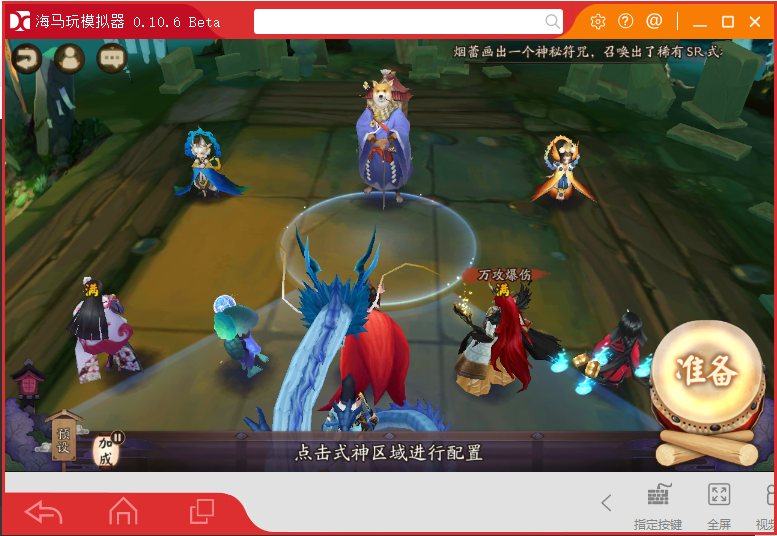 海马玩模拟器 0.10.6 Beta
烟蕾画出一个神秘符咒，召唤出了稀有SR式
万攻爆伤
满
满
准备
预设
加成
点击式神区域进行配置
指定按键
全屏
视频